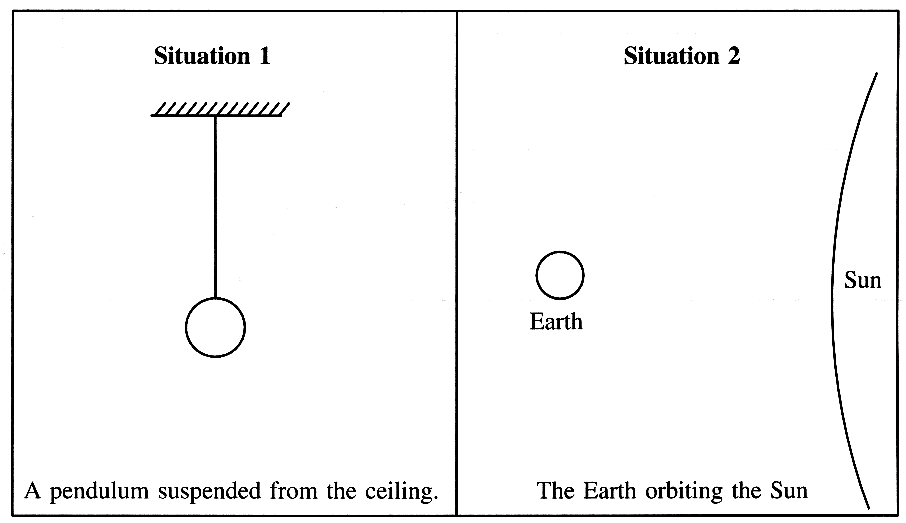 Situation 1
A pendulum suspended from the ceiling.
Situation 2
Sun
Earth
The Earth orbiting the Sun